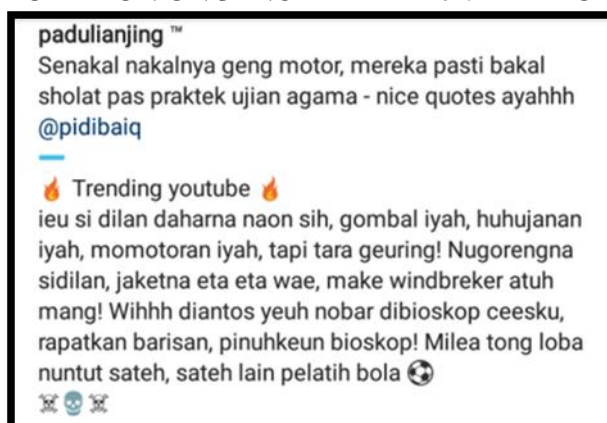 padulianjing ™
Senakal nakalnya geng motor, mereka pasti bakal
sholat pas praktek ujian agama - nice quotes ayahhh
@pidibaiq
🔥 Trending youtube 🔥
ieu si dilan daharna naon sih, gombal iyah, huhujanan
iyah, momotoran iyah, tapi tara geuring! Nugorengna
sidilan, jaketna eta eta wae, make windbreker atuh
mang! Wihhh diantos yeuh nobar dibioskop ceesku,
rapatkan barisan, pinuhkeun bioskop! Milea tong loba
nuntut sateh, sateh lain pelatih bola ⚽
☠️💀☠️